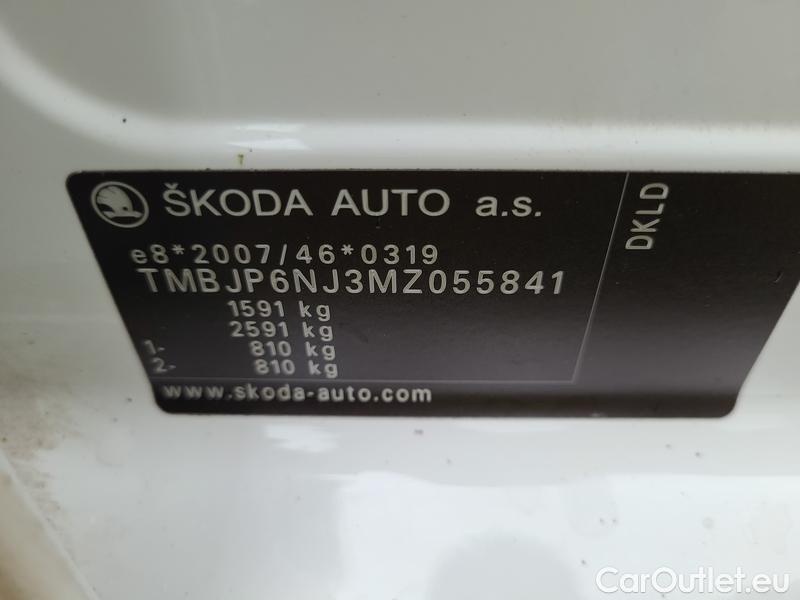 ŠKODA AUTO a.s.
e8*2007/46*0319
TMBJP6NJ3MZ055841
1591 kg
2591 kg
1- 810 kg
2- 810 kg
www.skoda-auto.com
DKLD
CarOutlet.eu